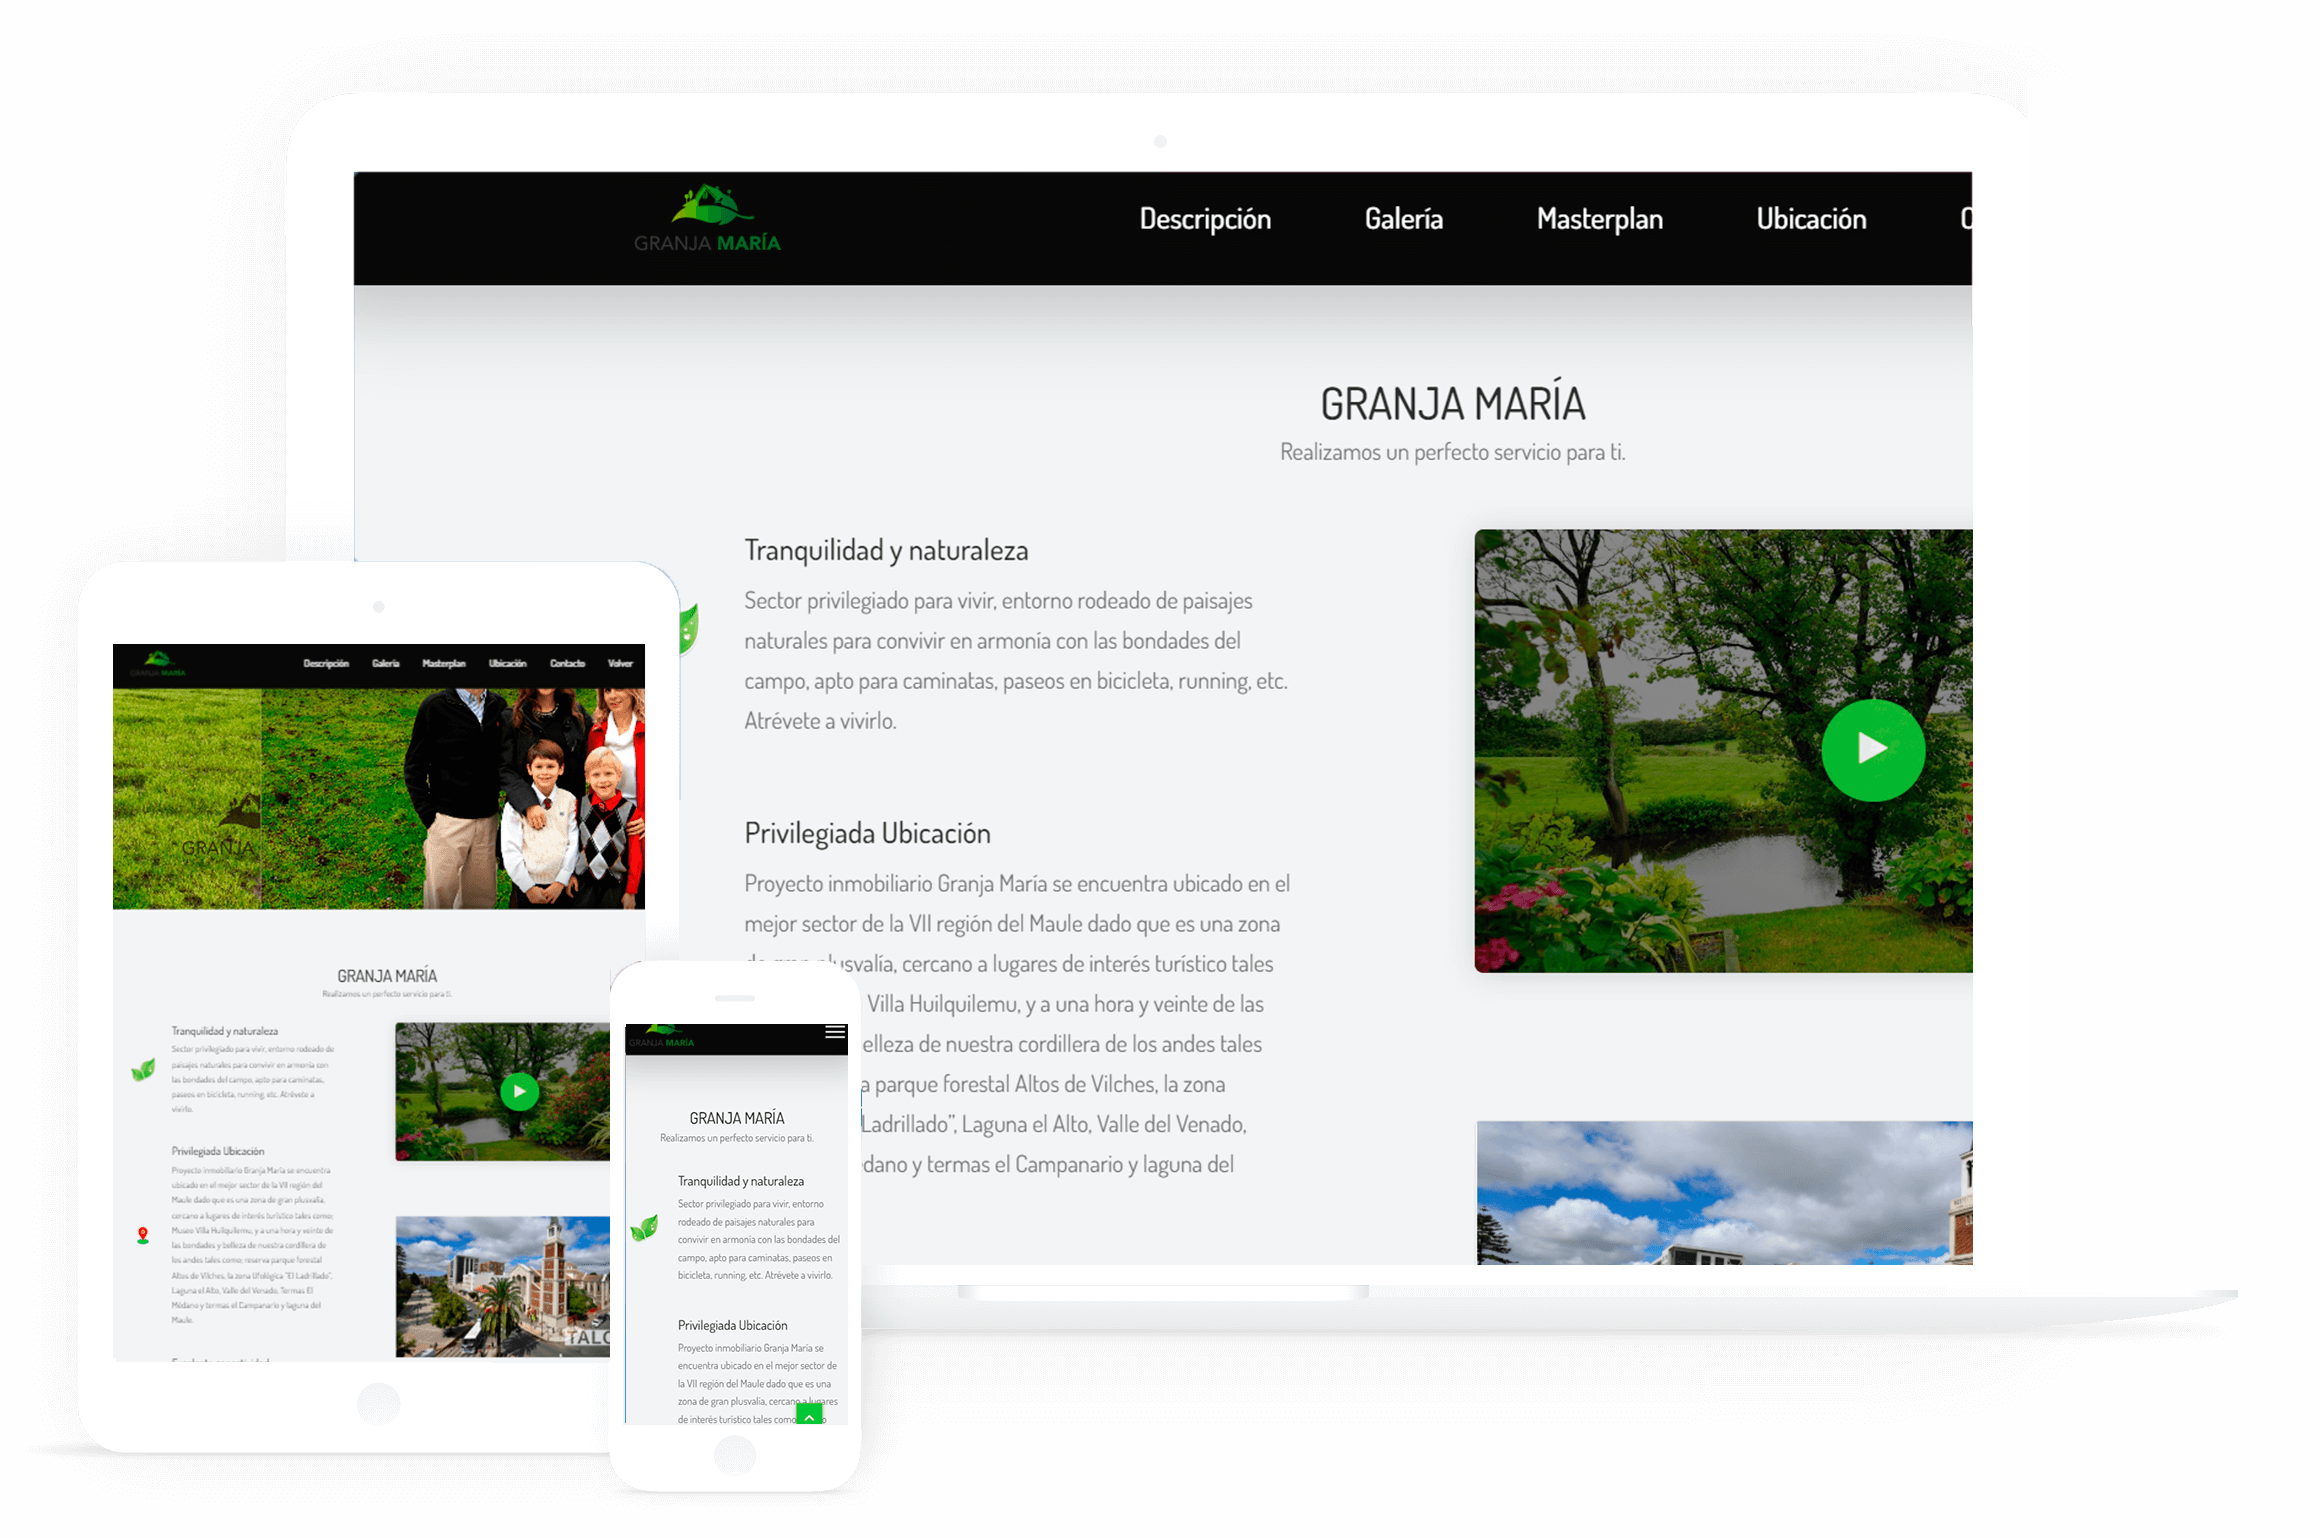 GRANJA MARÍA
Descripción Galería Masterplan Ubicación C
GRANJA MARÍA
Realizamos un perfecto servicio para ti.
Tranquilidad y naturaleza
Sector privilegiado para vivir, entorno rodeado de paisajes
naturales para convivir en armonía con las bondades del
campo, apto para caminatas, paseos en bicicleta, running, etc.
Atrévete a vivirlo.
Privilegiada Ubicación
Proyecto inmobiliario Granja María se encuentra ubicado en el
mejor sector de la VII región del Maule dado que es una zona
de gran plusvalía, cercano a lugares de interés turístico tales
Villa Huilquilemu, y a una hora y veinte de las
elleza de nuestra cordillera de los andes tales
a parque forestal Altos de Vilches, la zona
Ladrillado”, Laguna el Alto, Valle del Venado,
édano y termas el Campanario y laguna del
GRANJA MARÍA
Descripción Galería Masterplan Ubicación Contacto Volver
GRANJA
GRANJA MARÍA
Realizamos un perfecto servicio para ti.
Tranquilidad y naturaleza
Sector privilegiado para vivir, entorno rodeado de
paisajes naturales para convivir en armonía con
las bondades del campo, apto para caminatas,
paseos en bicicleta, running, etc. Atrévete a
vivirlo.
Privilegiada Ubicación
Proyecto inmobiliario Granja María se encuentra
ubicado en el mejor sector de la VII región del
Maule dado que es una zona de gran plusvalía,
cercano a lugares de interés turístico tales como;
Museo Villa Huilquilemu, y a una hora y veinte de
las bondades y belleza de nuestra cordillera de
los andes tales como; reserva parque forestal
Altos de Vilches, la zona Ufológica "El Ladrillado";
Laguna el Alto, Valle del Venado, Termas El
Médano y termas el Campanario y laguna del
Maule.
TALC
GRANJA MARÍA
GRANJA MARÍA
Realizamos un perfecto servicio para ti.
Tranquilidad y naturaleza
Sector privilegiado para vivir, entorno
rodeado de paisajes naturales para
convivir en armonía con las bondades del
campo, apto para caminatas, paseos en
bicicleta, running, etc. Atrévete a vivirlo.
Privilegiada Ubicación
Proyecto inmobiliario Granja María se
encuentra ubicado en el mejor sector de
la VII región del Maule dado que es una
zona de gran plusvalía, cercano a lugares
de interés turístico tales como